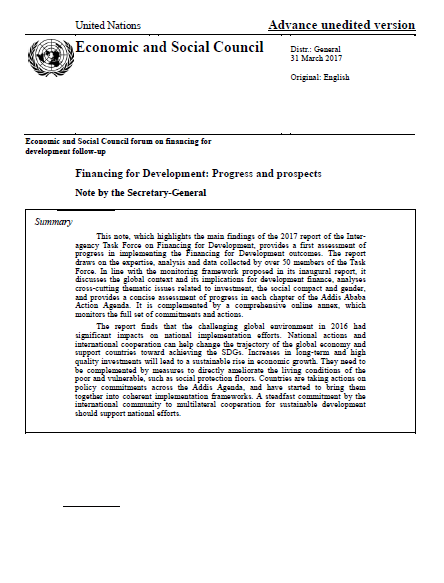 United Nations Advance unedited version
Economic and Social Council Distr.: General
31 March 2017
Original: English
Economic and Social Council forum on financing for
development follow-up
Financing for Development: Progress and prospects
Note by the Secretary-General
Summary
This note, which highlights the main findings of the 2017 report of the Inter-
agency Task Force on Financing for Development, provides a first assessment of
progress in implementing the Financing for Development outcomes. The report
draws on the expertise, analysis and data collected by over 50 members of the Task
Force. In line with the monitoring framework proposed in its inaugural report, it
discusses the global context and its implications for development finance, analyses
cross-cutting thematic issues related to investment, the social compact and gender,
and provides a concise assessment of progress in each chapter of the Addis Ababa
Action Agenda. It is complemented by a comprehensive online annex, which
monitors the full set of commitments and actions.
The report finds that the challenging global environment in 2016 had
significant impacts on national implementation efforts. National actions and
international cooperation can help change the trajectory of the global economy and
support countries toward achieving the SDGs. Increases in long-term and high
quality investments will lead to a sustainable rise in economic growth. They need to
be complemented by measures to directly ameliorate the living conditions of the
poor and vulnerable, such as social protection floors. Countries are taking actions on
policy commitments across the Addis Agenda, and have started to bring them
together into coherent implementation frameworks. A steadfast commitment by the
international community to multilateral cooperation for sustainable development
should support national efforts.